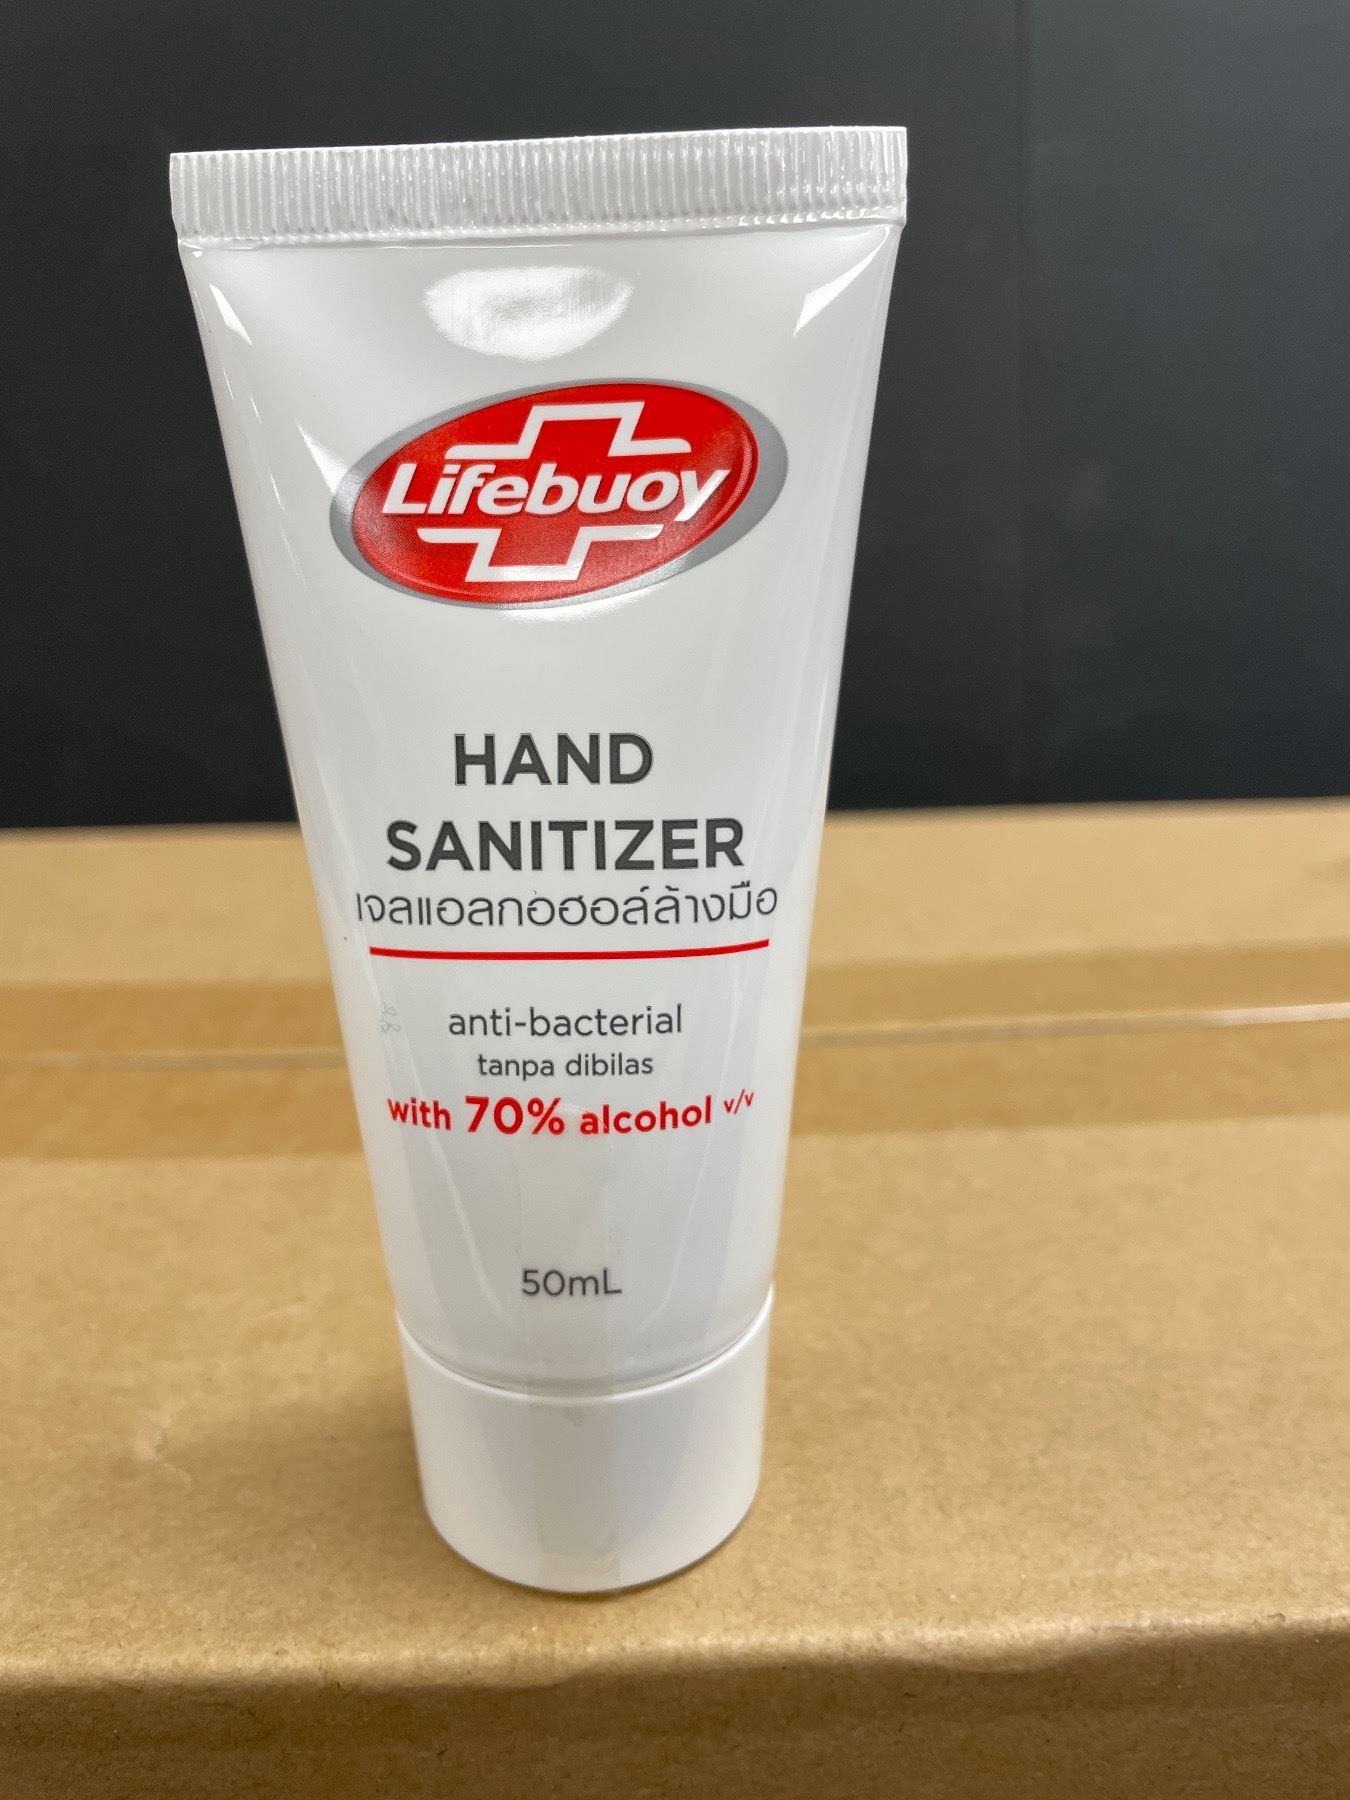 Lifebuoy
HAND
SANITIZER
เจลแอลกอฮอล์ล้างมือ
anti-bacterial
tanpa dibilas
with 70% alcohol v/v
50mL